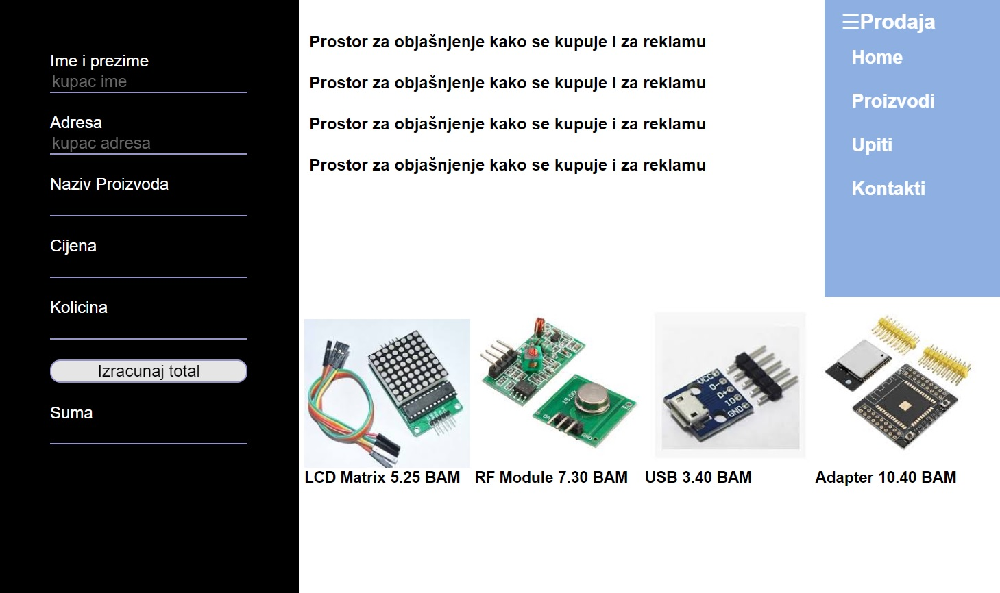 Ime i prezime
kupac ime
Adresa
kupac adresa
Naziv Proizvoda
Cijena
Kolicina
Izracunaj total
Suma
Prostor za objašnjenje kako se kupuje i za reklamu
Prostor za objašnjenje kako se kupuje i za reklamu
Prostor za objašnjenje kako se kupuje i za reklamu
Prostor za objašnjenje kako se kupuje i za reklamu
☰Prodaja
Home
Proizvodi
Upiti
Kontakti
VCC
D-
D+
ID
GND
LCD Matrix 5.25 BAM
RF Module 7.30 BAM
USB 3.40 BAM
Adapter 10.40 BAM